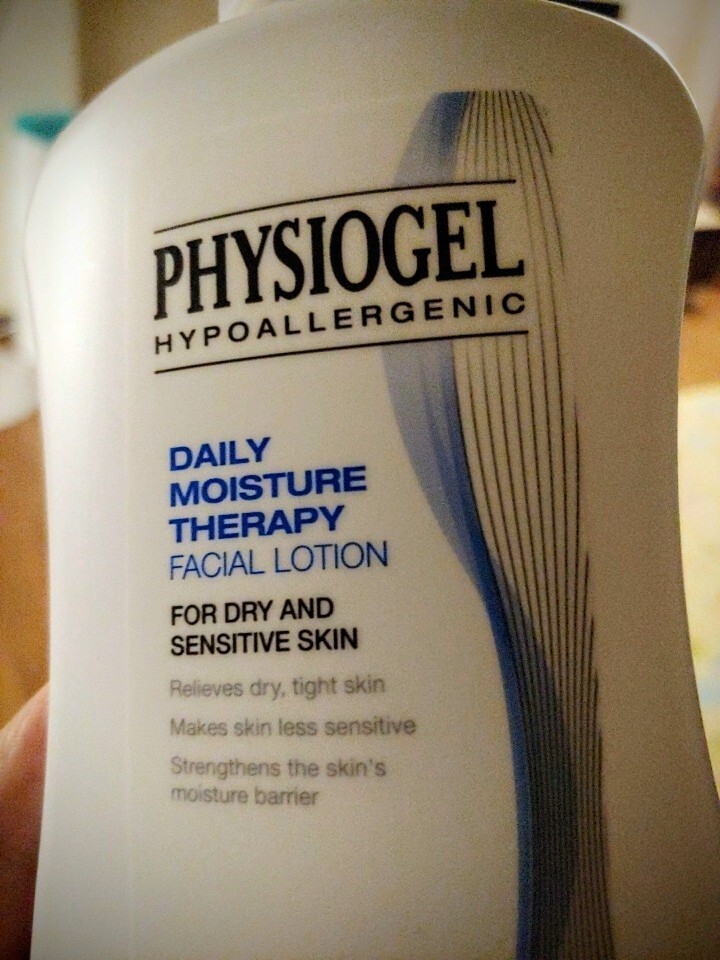 PHYSIOGEL
HYPOALLERGENIC
DAILY
MOISTURE
THERAPY
FACIAL LOTION
FOR DRY AND
SENSITIVE SKIN
Relieves dry, tight skin
Makes skin less sensitive
Strengthens the skin's
moisture barrier